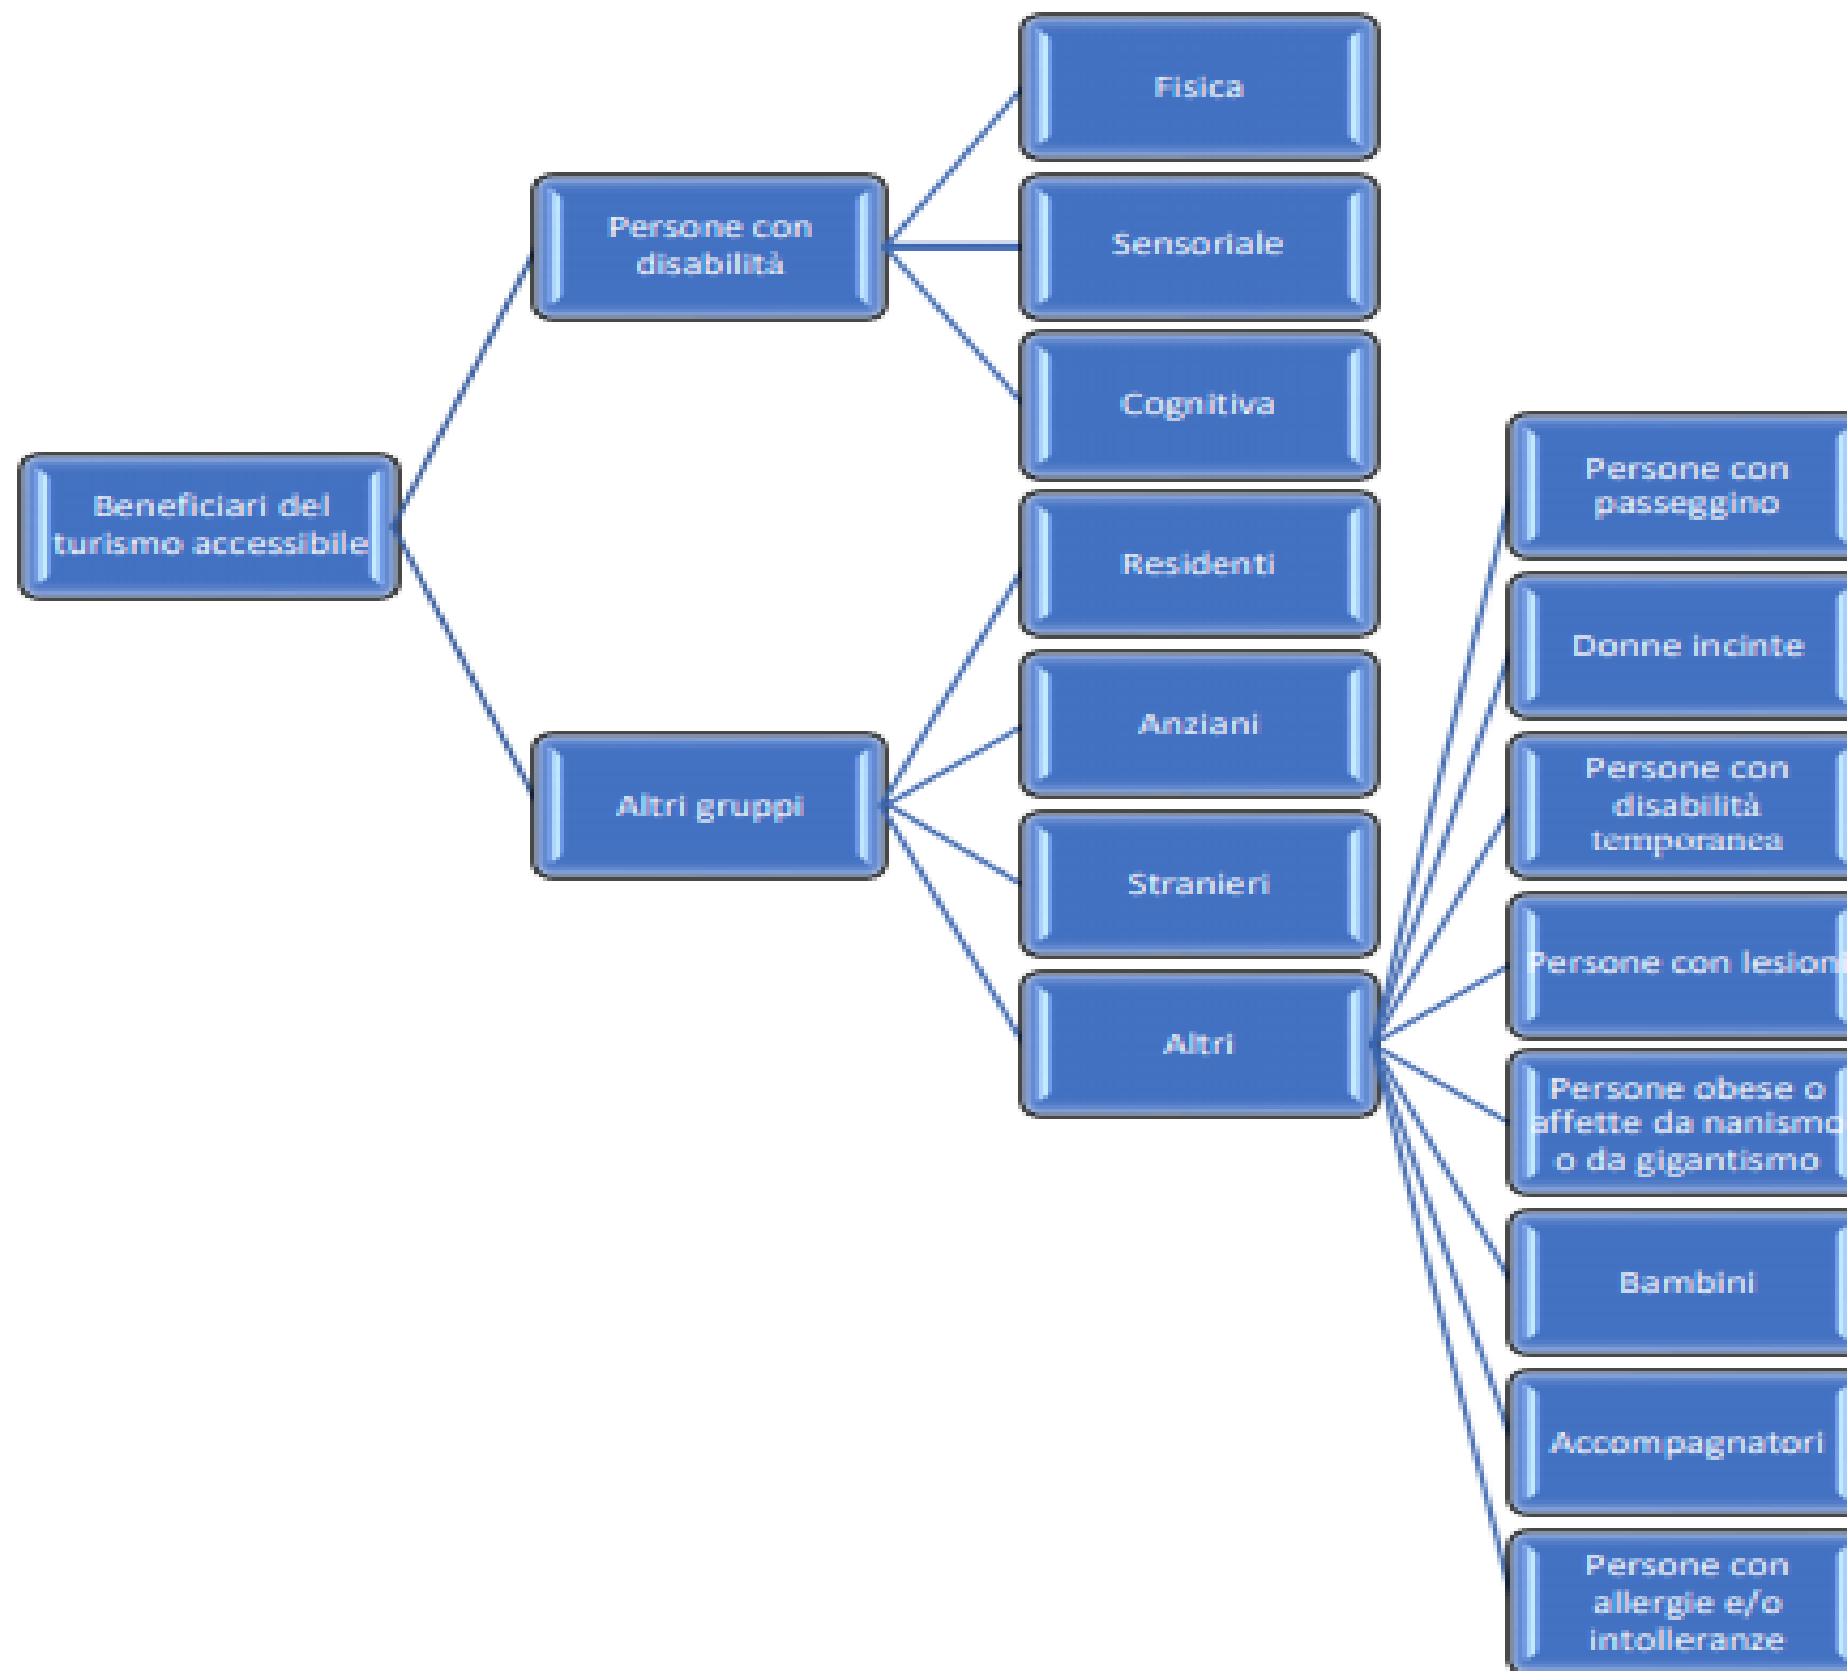 Fisica
Persone con
disabilità
Sensoriale
Cognitiva
Beneficiari del
turismo accessibile
Residenti
Anziani
Altri gruppi
Stranieri
Altri
Persone con
passeggino
Donne incinte
Persone con
disabilità
temporanea
Persone con lesioni
Persone obese o
affette da nanismo
o da gigantismo
Bambini
Accompagnatori
Persone con
allergie e/o
intolleranze